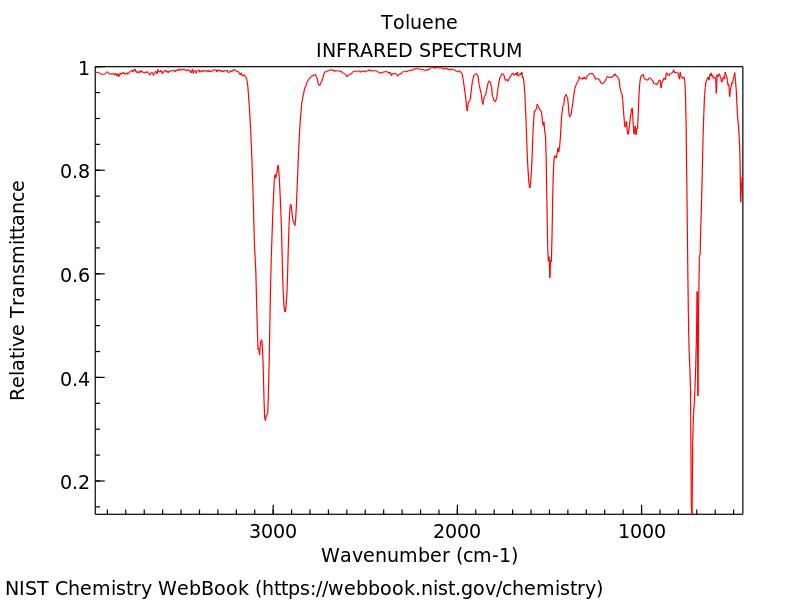 Toluene
INFRARED SPECTRUM
1
0.8
0.6
0.4
0.2
Relative Transmittance
3000 2000 1000
Wavenumber (cm-1)
NIST Chemistry WebBook (https://webbook.nist.gov/chemistry)